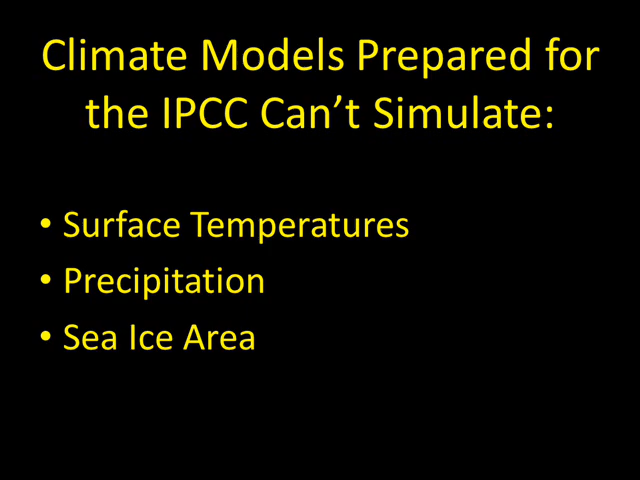 Climate Models Prepared for
the IPCC Can’t Simulate:
• Surface Temperatures
• Precipitation
• Sea Ice Area